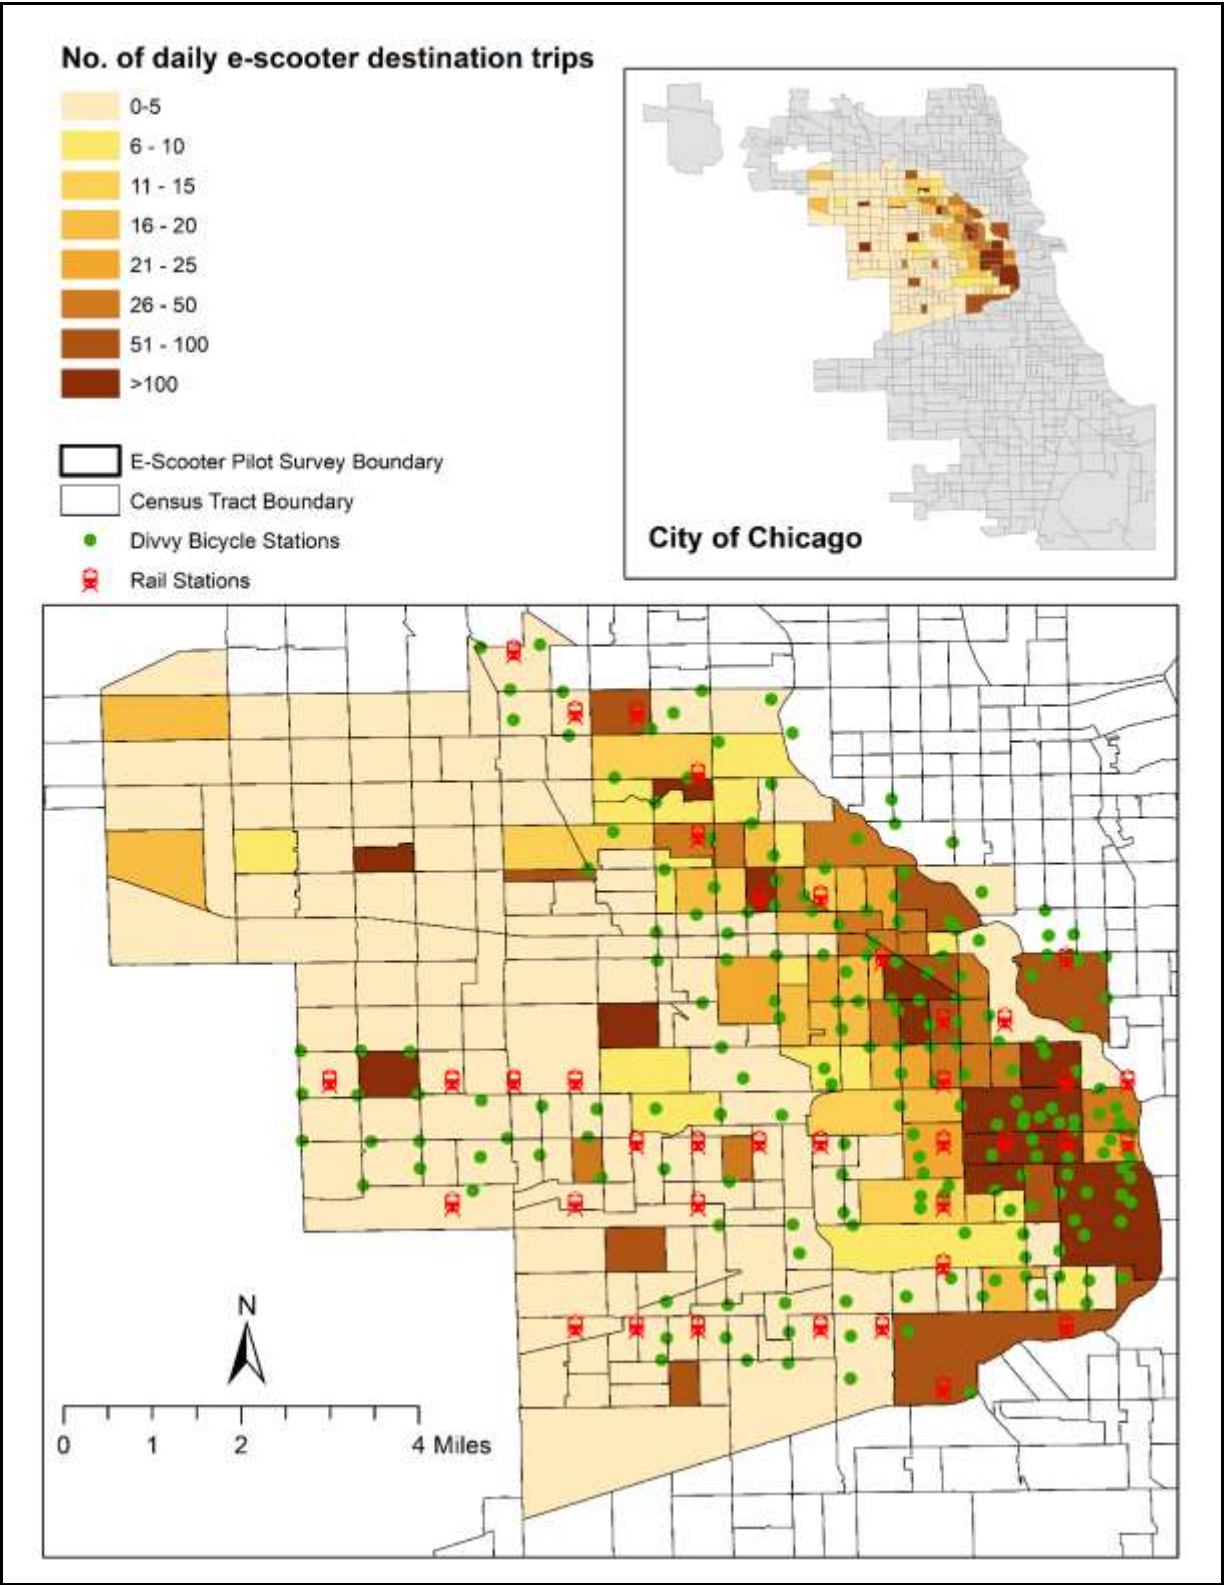 No. of daily e-scooter destination trips
0-5
6 - 10
11 - 15
16 - 20
21 - 25
26 - 50
51 - 100
>100
E-Scooter Pilot Survey Boundary
Census Tract Boundary
Divvy Bicycle Stations
Rail Stations
City of Chicago
N
0 1 2 4 Miles